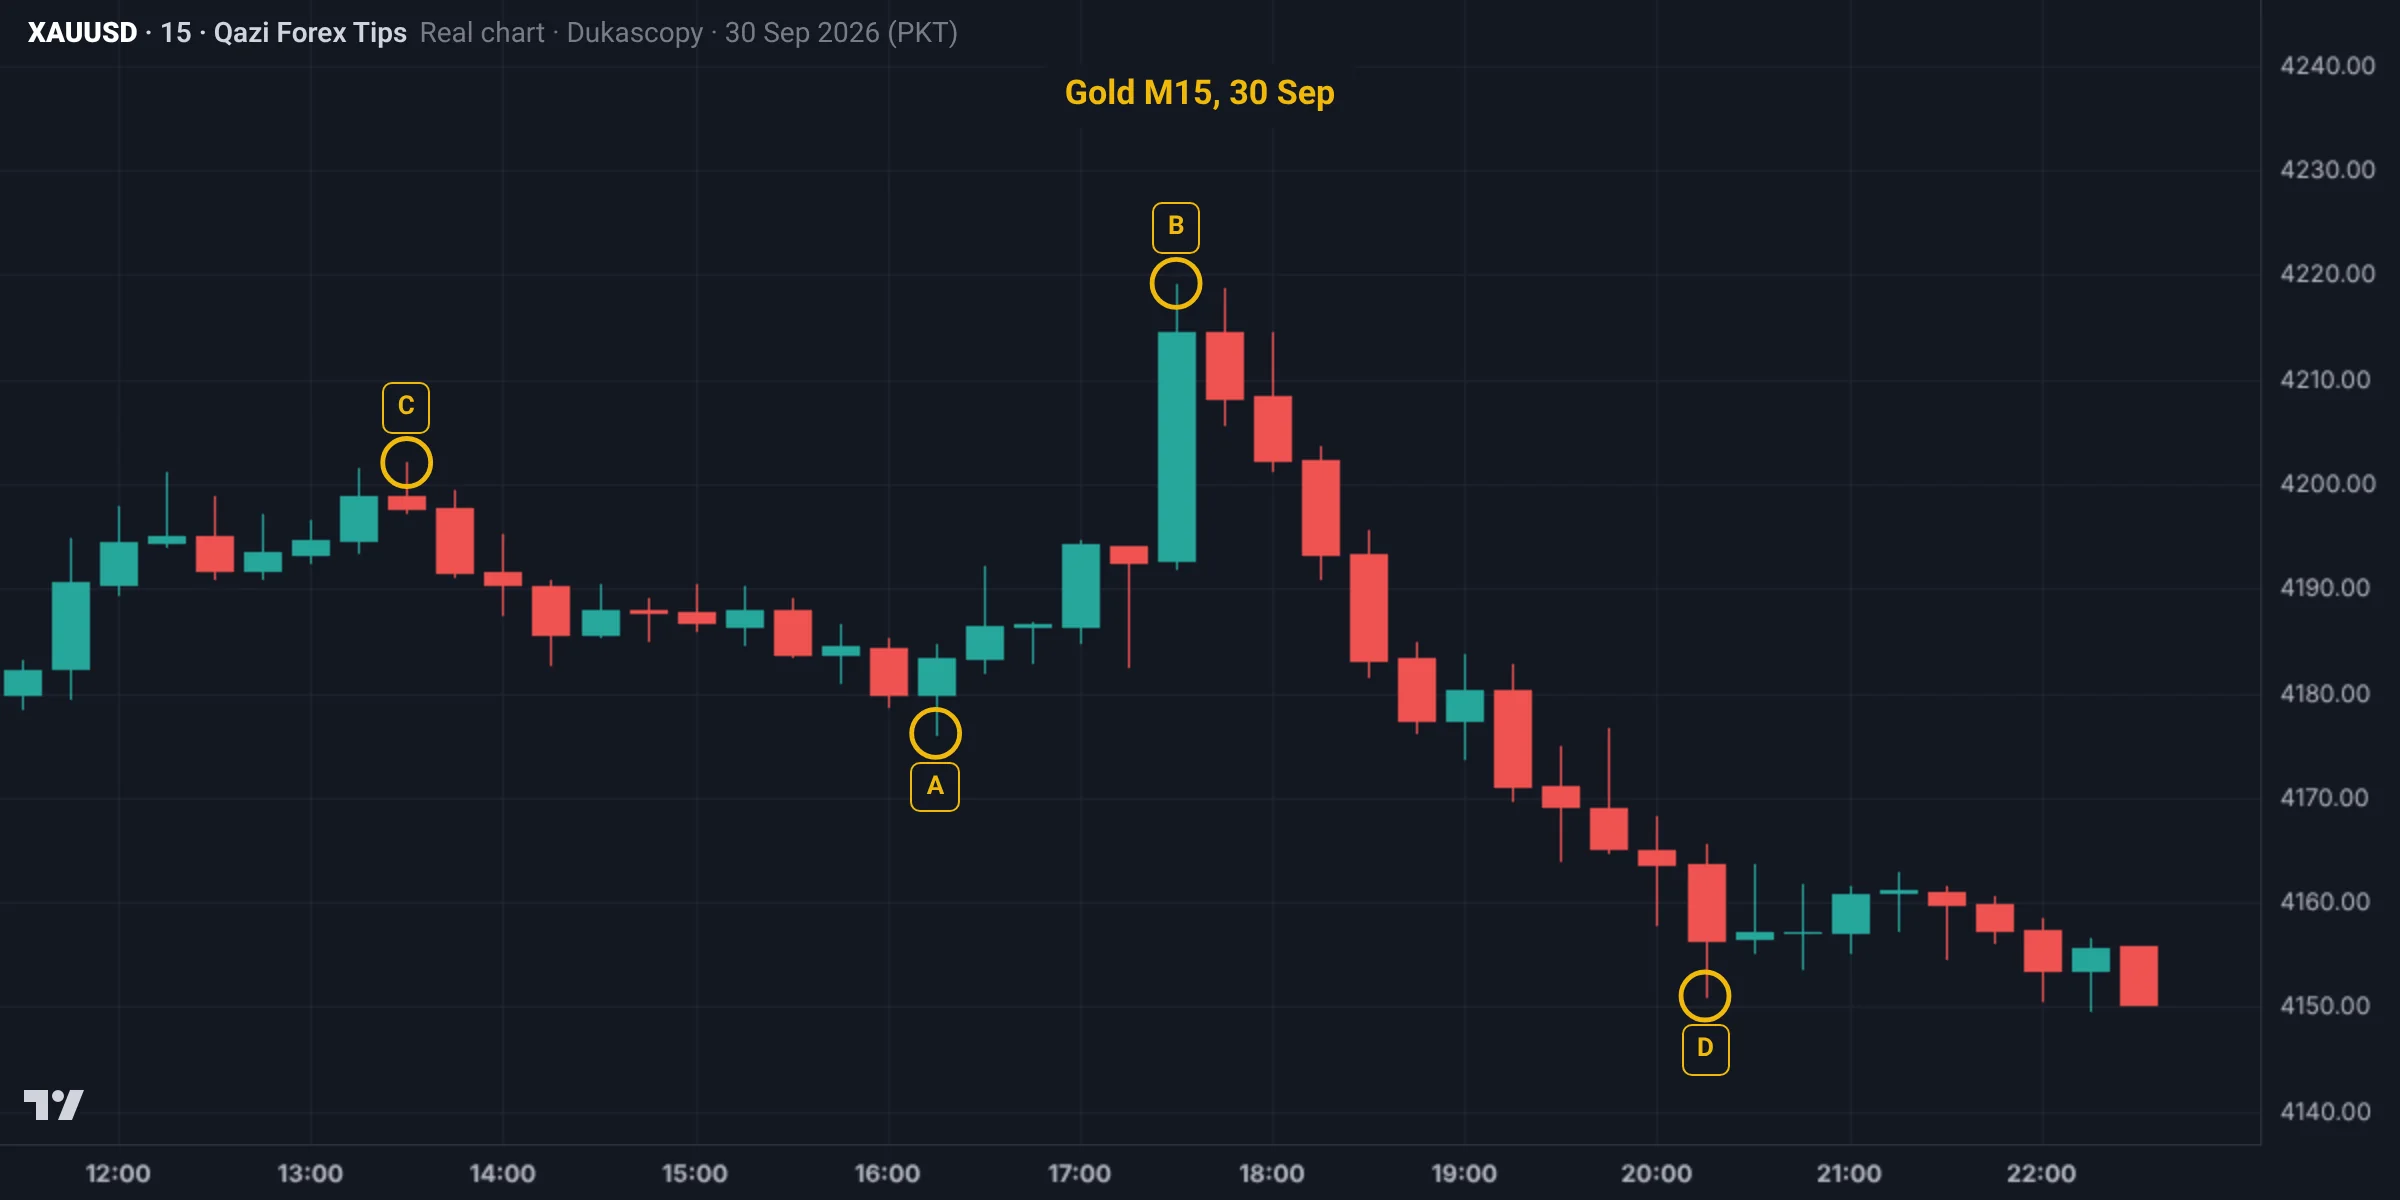 XAUUSD · 15 · Qazi Forex Tips Real chart · Dukascopy · 30 Sep 2026 (PKT)
Gold M15, 30 Sep
4240.00
4230.00
B
4220.00
4210.00
C
4200.00
4190.00
4180.00
A
4170.00
4160.00
4150.00
D
4140.00
12:00 13:00 14:00 15:00 16:00 17:00 18:00 19:00 20:00 21:00 22:00